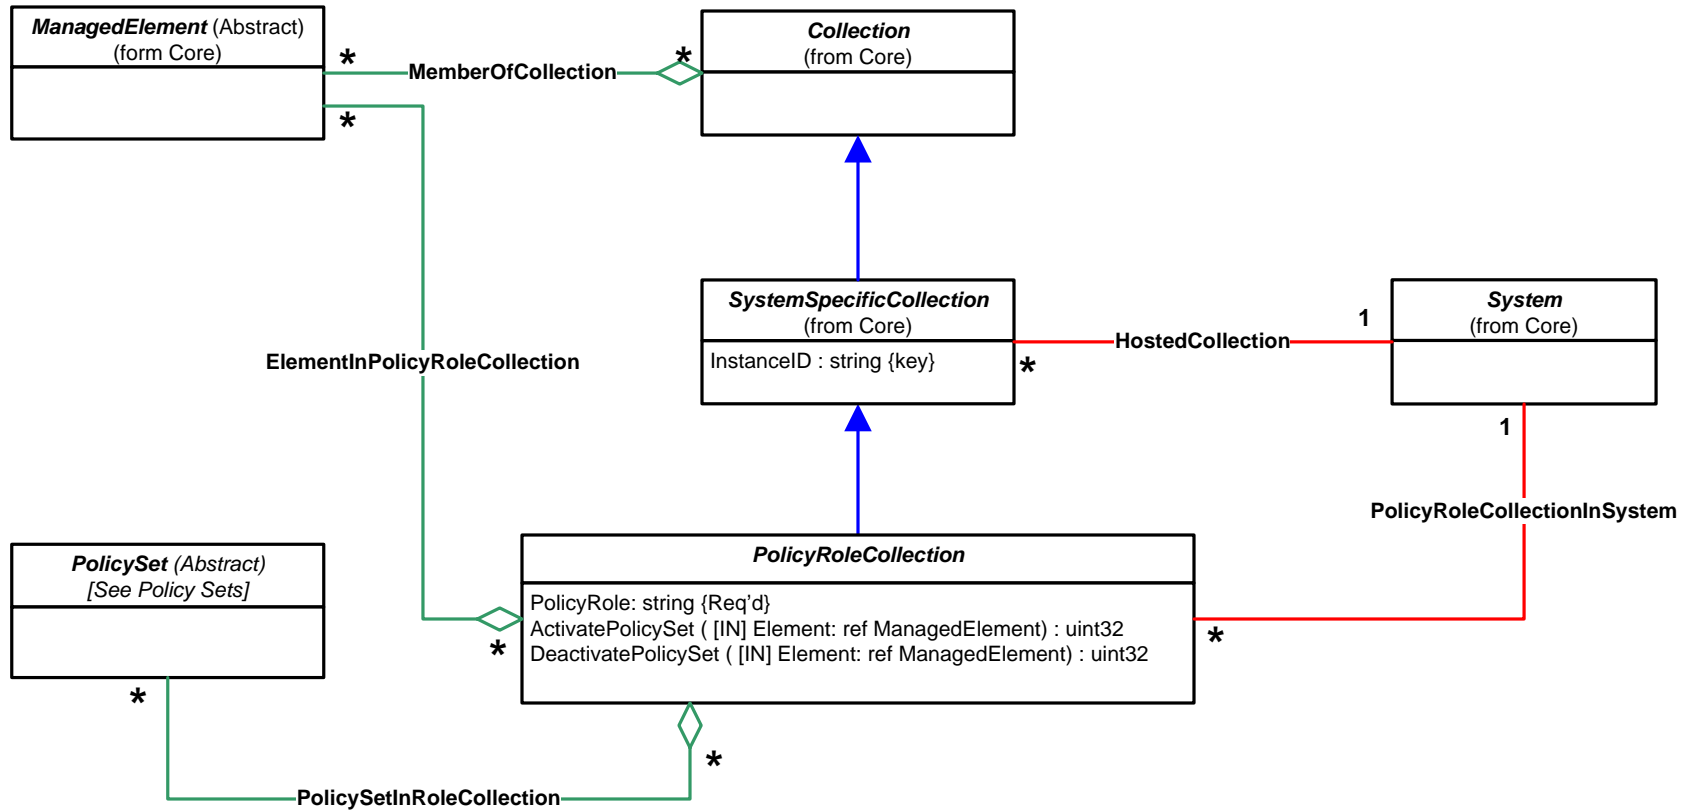 ManagedElement (Abstract)
(form Core)
*
MemberOfCollection
*
Collection
(from Core)
*
SystemSpecificCollection
(from Core)
InstanceID : string {key}
*
HostedCollection
1
System
(from Core)
1
ElementInPolicyRoleCollection
PolicyRoleCollectionInSystem
PolicySet (Abstract)
[See Policy Sets]
*
PolicyRoleCollection
PolicyRole: string {Req'd}
ActivatePolicySet ( [IN] Element: ref ManagedElement) : uint32
DeactivatePolicySet ( [IN] Element: ref ManagedElement) : uint32
*
*
*
PolicySetInRoleCollection